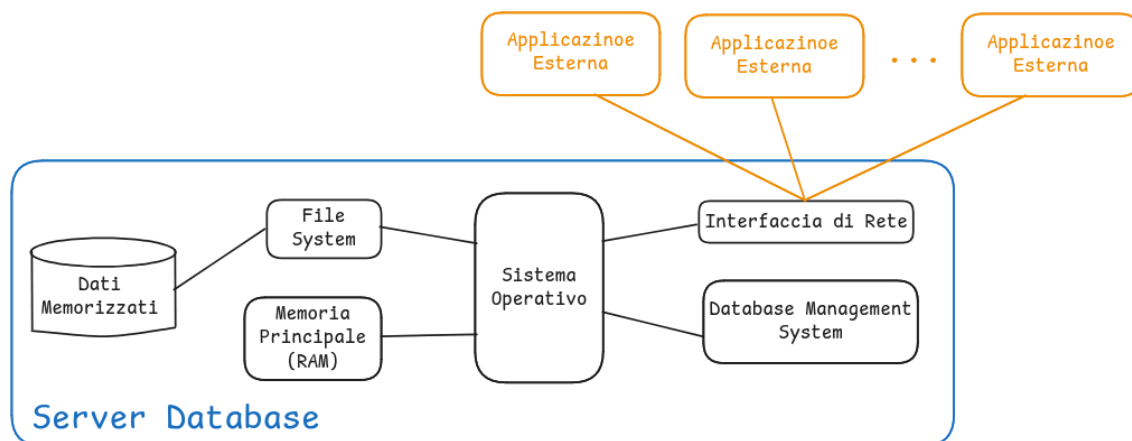 Applicazinoe
Esterna
Applicazinoe
Esterna
. . .
Applicazinoe
Esterna
File
System
Interfaccia di Rete
Dati
Memorizzati
Sistema
Operativo
Memoria
Principale
(RAM)
Database Management
System
Server Database